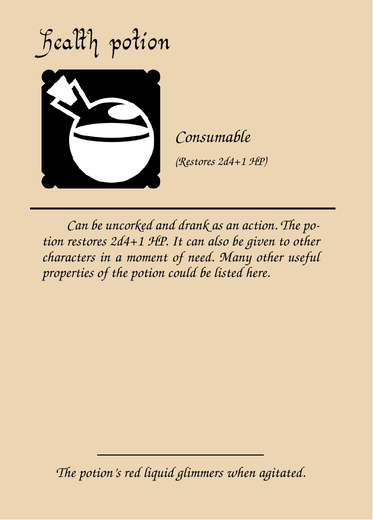 health potion
Consumable
(Restores 2d4+1 HP)
Can be uncorked and drank as an action. The po-
tion restores 2d4+1 HP. It can also be given to other
characters in a moment of need. Many other useful
properties of the potion could be listed here.
The potion's red liquid glimmers when agitated.